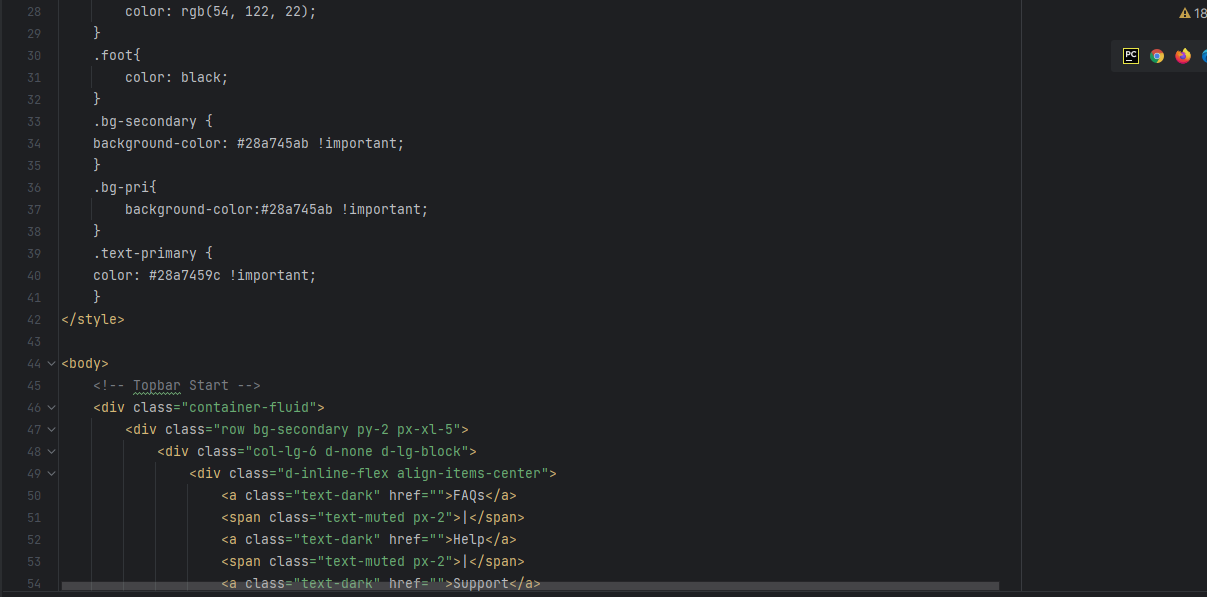 28 color: rgb(54, 122, 22);
29 }
30 .foot{
31 color: black;
32 }
33 .bg-secondary {
34 background-color: #28a745ab !important;
35 }
36 .bg-pri{
37 background-color:#28a745ab !important;
38 }
39 .text-primary {
40 color: #28a7459c !important;
41 }
42 </style>
43
44 <body>
45 <!-- Topbar Start -->
46 <div class="container-fluid">
47 <div class="row bg-secondary py-2 px-xl-5">
48 <div class="col-lg-6 d-none d-lg-block">
49 <div class="d-inline-flex align-items-center">
50 <a class="text-dark" href="">FAQs</a>
51 <span class="text-muted px-2">|</span>
52 <a class="text-dark" href="">Help</a>
53 <span class="text-muted px-2">|</span>
54 <a class="text-dark" href="">Support</a>
18
PC